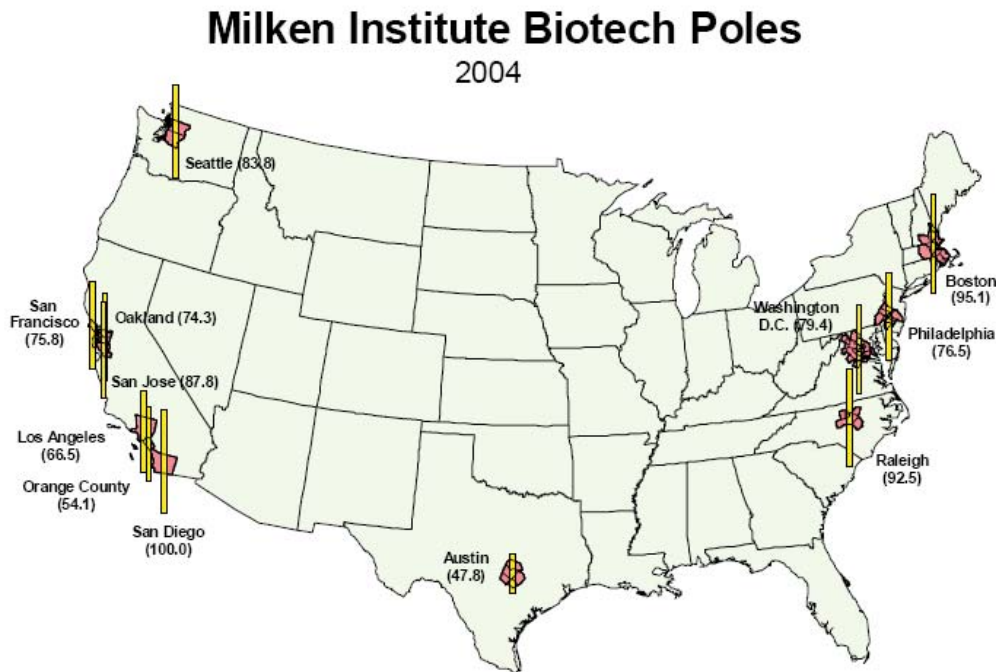 Milken Institute Biotech Poles
2004
Seattle (83.8)
San
Francisco
(75.8)
Oakland (74.3)
San Jose (87.8)
Los Angeles
(66.5)
Orange County
(54.1)
San Diego
(100.0)
Austin
(47.8)
Washington
D.C. (79.4)
Boston
(95.1)
Philadelphia
(76.5)
Raleigh
(92.5)